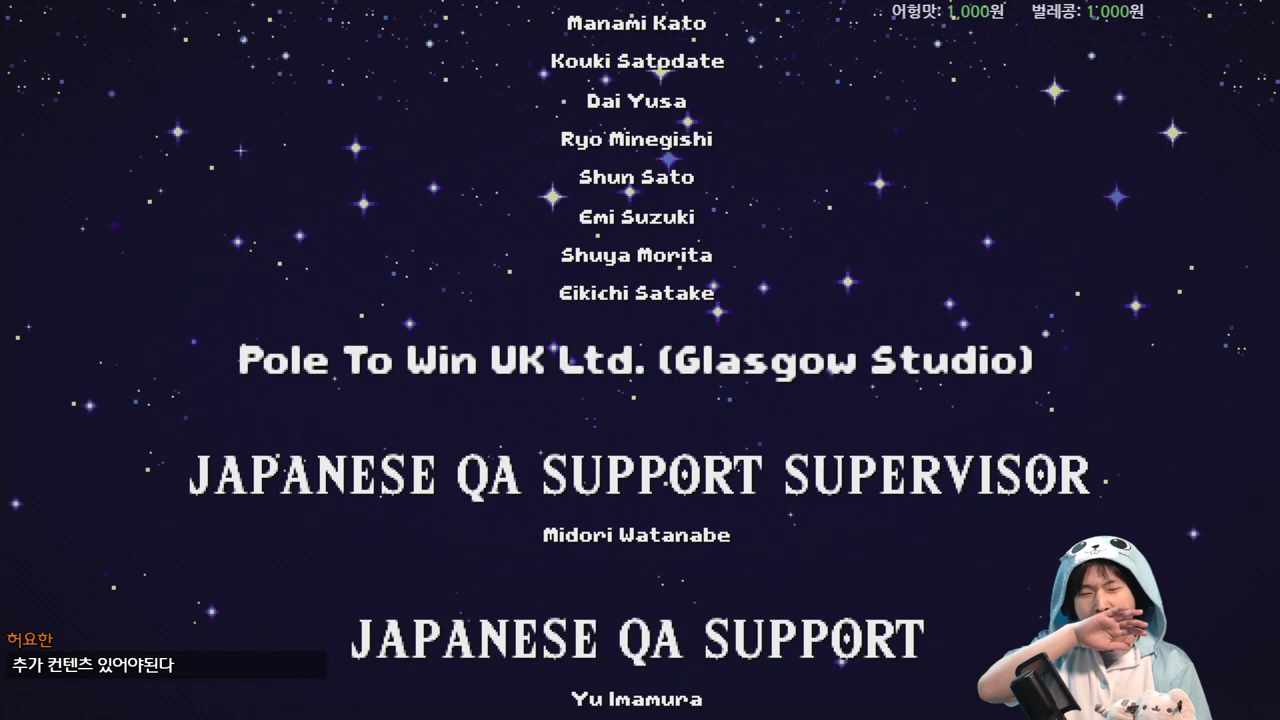 어헝맛: 1,000원 벌레콩: 1,000원
Manami Kato
Kouki Satodate
Dai Yusa
Ryo Minegishi
Shun Sato
Emi Suzuki
Shuya Morita
Eikichi Satake
Pole To Win UK Ltd. (Glasgow Studio)
JAPANESE QA SUPPORT SUPERVISOR
Midori Watanabe
JAPANESE QA SUPPORT
Yu Imamura
허요한
추가 컨텐츠 있어야된다